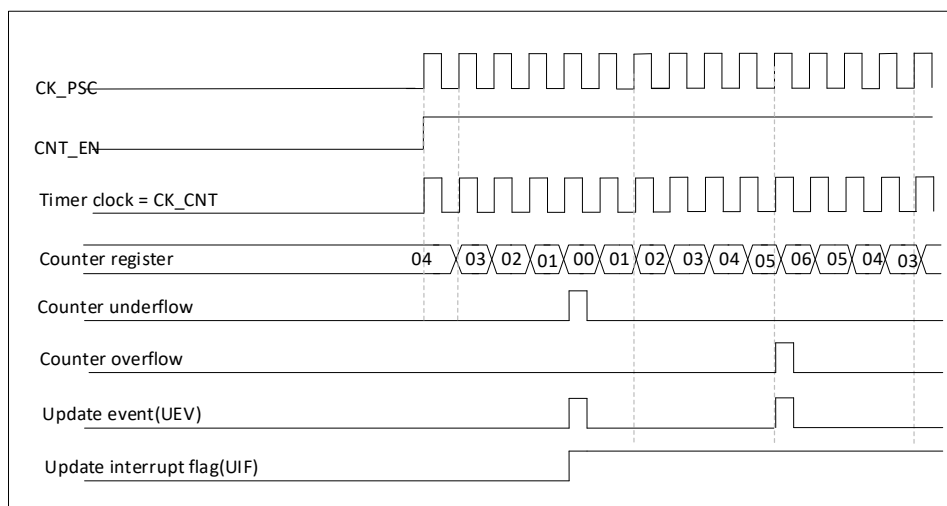 CK_PSC
CNT_EN
Timer clock = CK_CNT
Counter register 04 03 02 01 00 01 02 03 04 05 06 05 04 03
Counter underflow
Counter overflow
Update event(UEV)
Update interrupt flag(UIF)